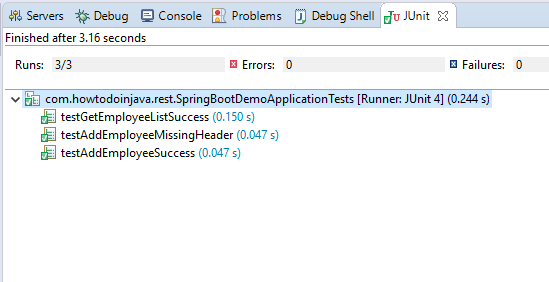 Servers Debug Console Problems Debug Shell JUnit
Finished after 3.16 seconds
Runs: 3/3 Errors: 0 Failures: 0
com.howtodoinjava.rest.SpringBootDemoApplicationTests [Runner: JUnit 4] (0.244 s)
testGetEmployeeListSuccess (0.150 s)
testAddEmployeeMissingHeader (0.047 s)
testAddEmployeeSuccess (0.047 s)